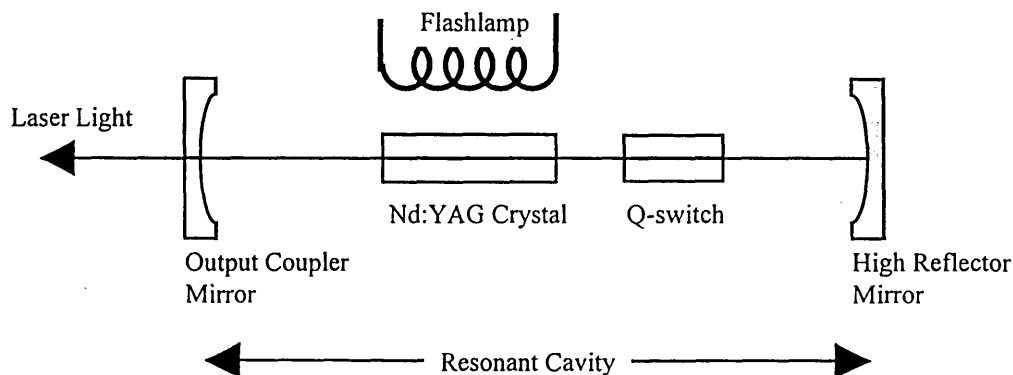 Flashlamp
Laser Light
Nd:YAG Crystal
Q-switch
Output Coupler
Mirror
High Reflector
Mirror
Resonant Cavity